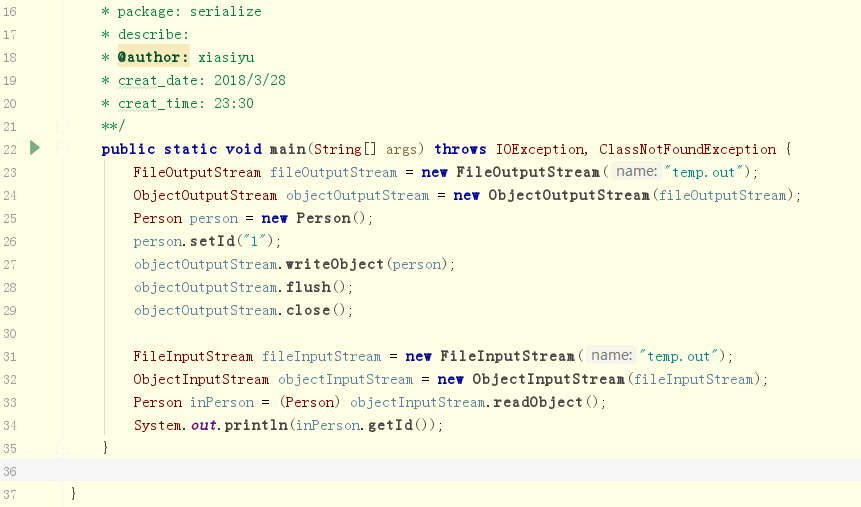 16 * package: serialize
17 * describe:
18 * @author: xiasiyu
19 * creat_date: 2018/3/28
20 * creat_time: 23:30
21 **/
22 public static void main(String[] args) throws IOException, ClassNotFoundException {
23 FileOutputStream fileOutputStream = new FileOutputStream( name: "temp.out");
24 ObjectOutputStream objectOutputStream = new ObjectOutputStream(fileOutputStream);
25 Person person = new Person();
26 person.setId("1");
27 objectOutputStream.writeObject(person);
28 objectOutputStream.flush();
29 objectOutputStream.close();
30
31 FileInputStream fileInputStream = new FileInputStream( name: "temp.out");
32 ObjectInputStream objectInputStream = new ObjectInputStream(fileInputStream);
33 Person inPerson = (Person) objectInputStream.readObject();
34 System.out.println(inPerson.getId());
35 }
36
37 }